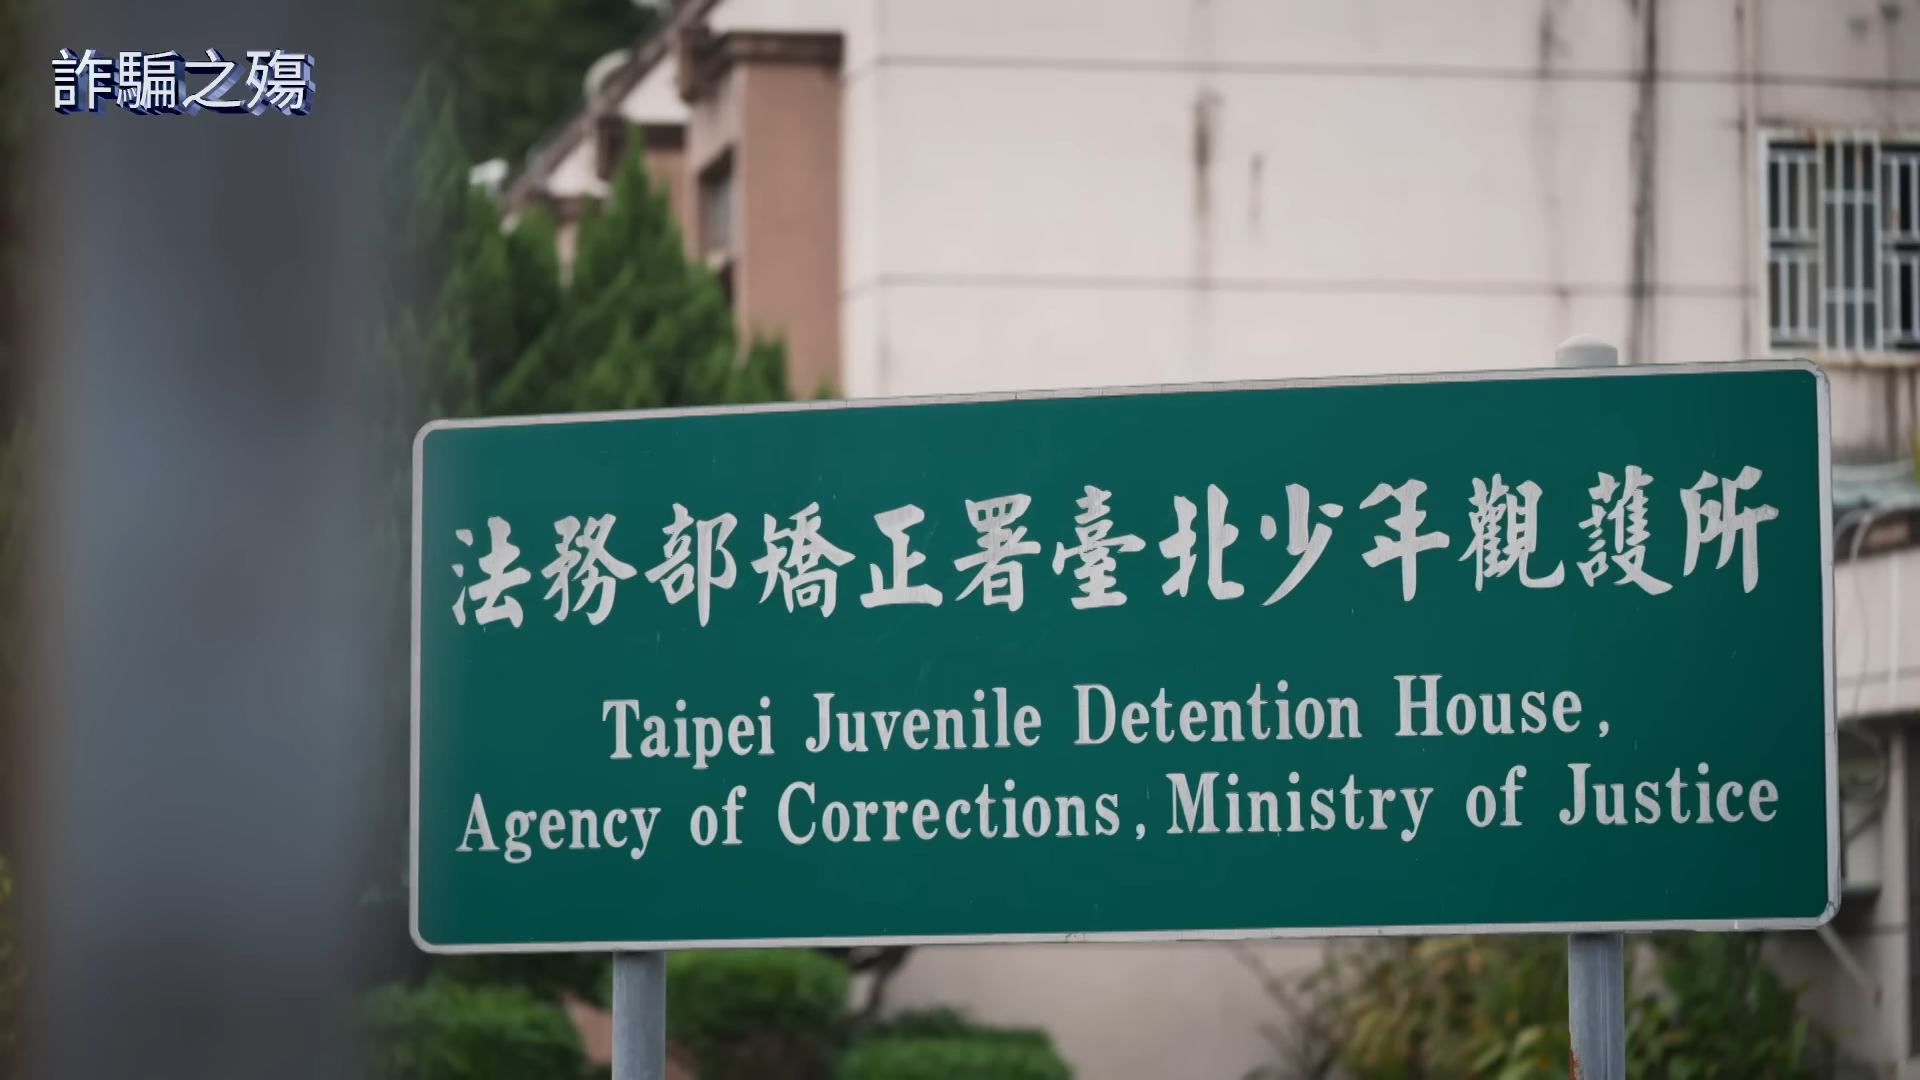 詐騙之殤
法務部矯正署臺北少年觀護所
Taipei Juvenile Detention House,
Agency of Corrections, Ministry of Justice